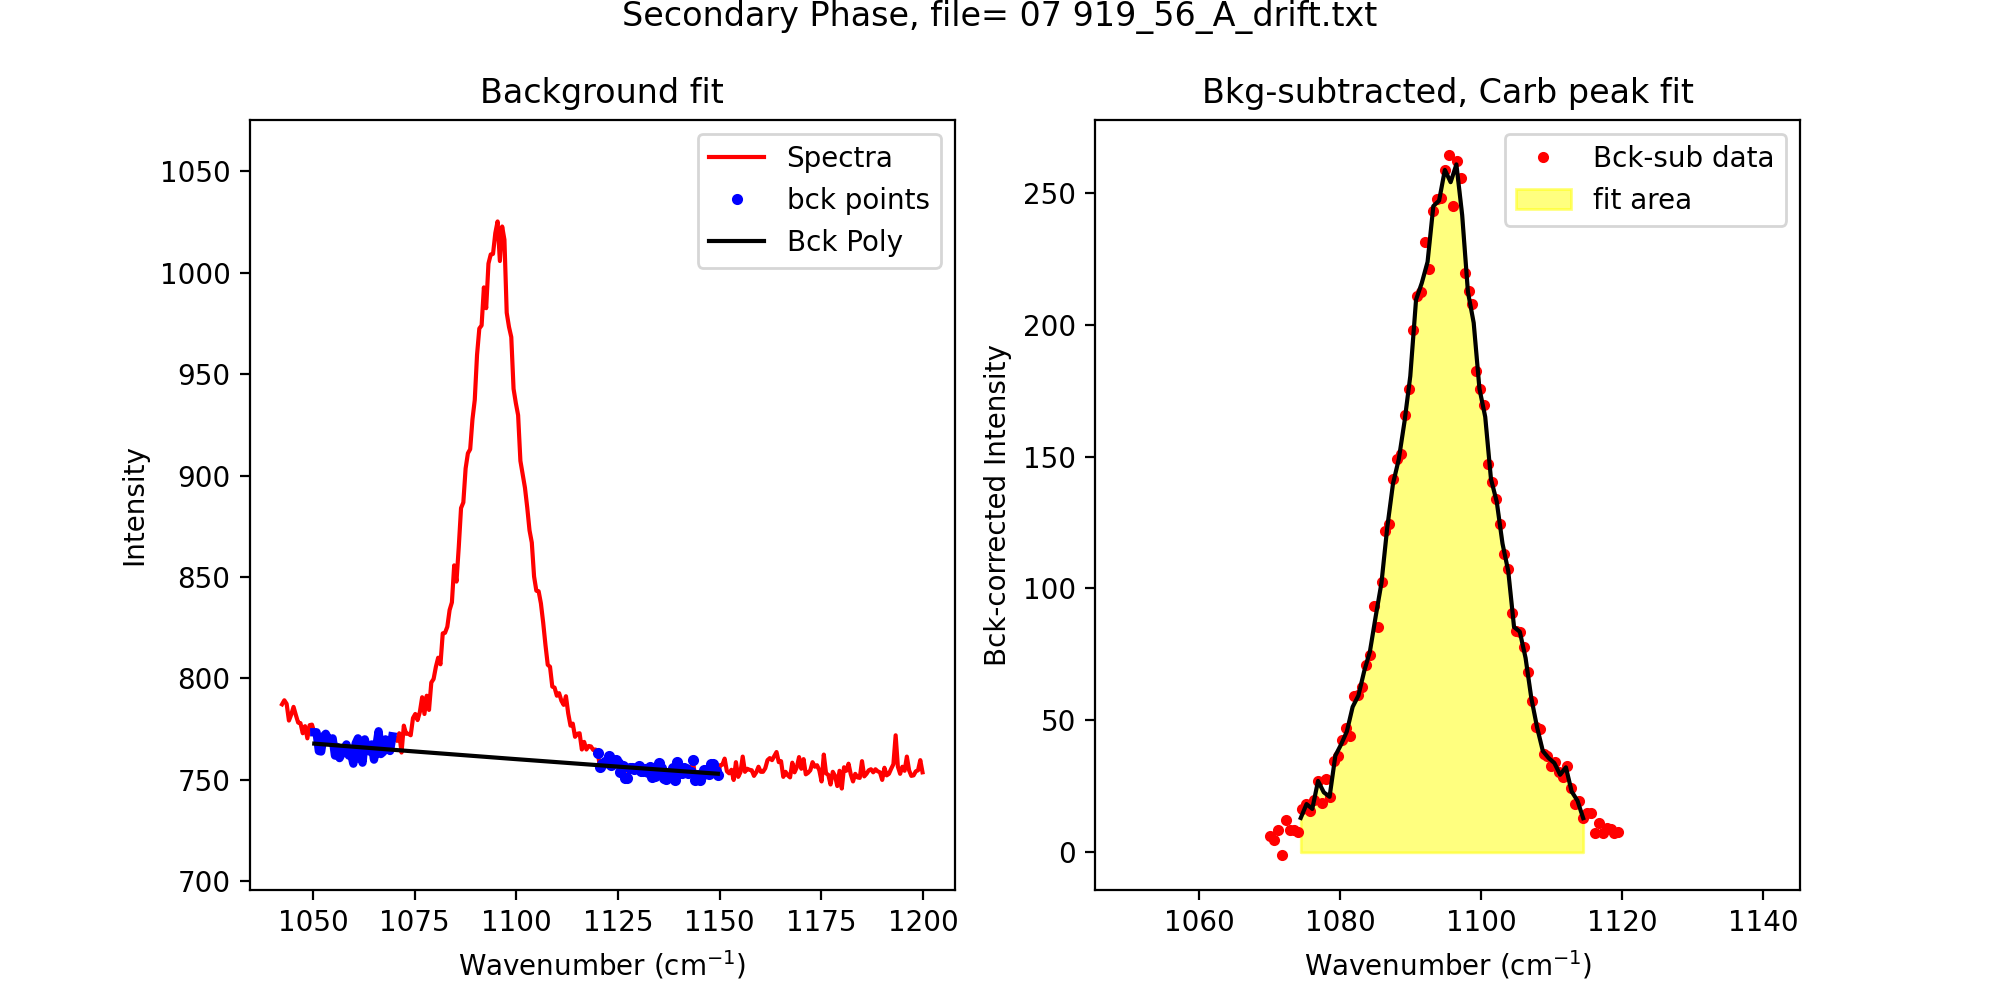 Secondary Phase, file= 07 919_56_A_drift.txt
Background fit
Spectra
bck points
Bck Poly
1050
1000
950
900
850
800
750
700
Intensity
1050 1075 1100 1125 1150 1175 1200
Wavenumber (cm⁻¹)
Bkg-subtracted, Carb peak fit
Bck-sub data
fit area
250
200
150
100
50
0
Bck-corrected Intensity
1060 1080 1100 1120 1140
Wavenumber (cm⁻¹)